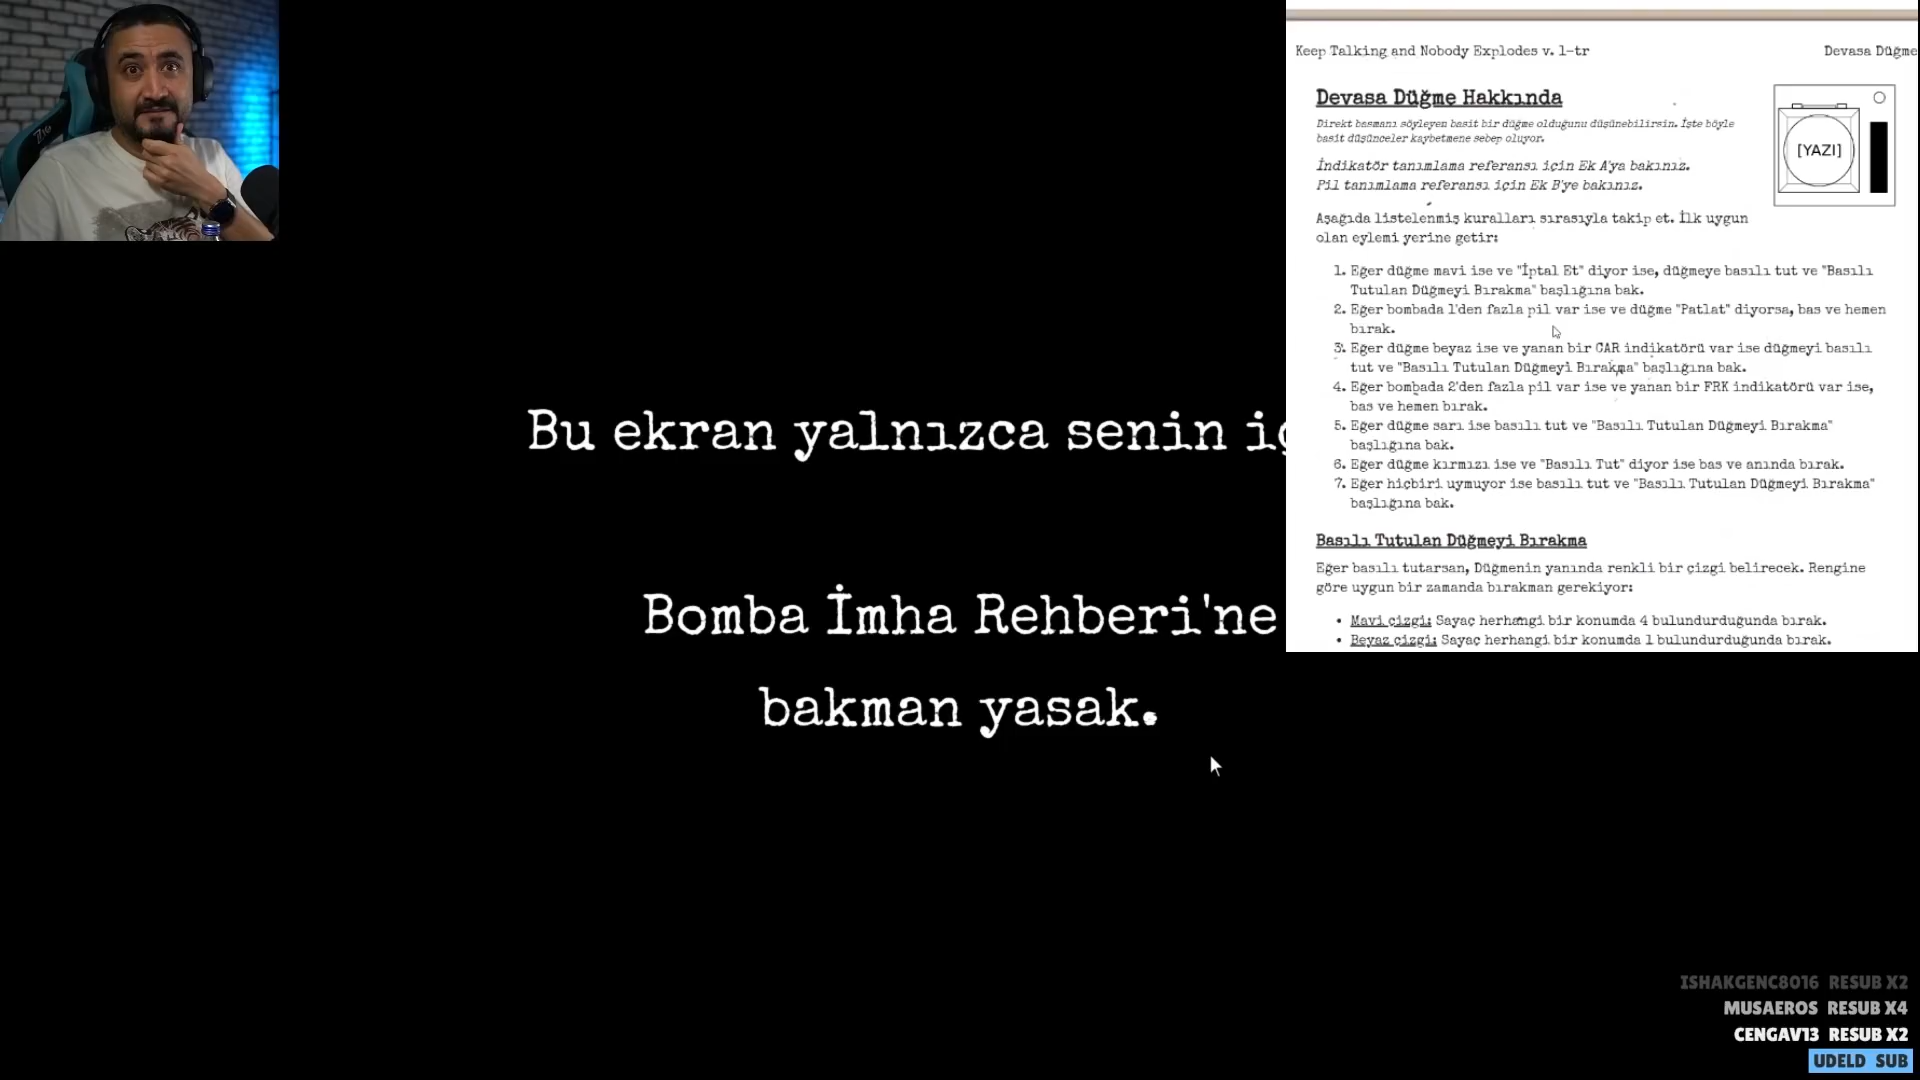 Bu ekran yalnızca senin iç
Bomba İmha Rehberi'ne
bakman yasak.
Keep Talking and Nobody Explodes v. 1-tr
Devasa Düğme
Devasa Düğme Hakkında
Direkt basmanı söyleyen basit bir düğme olduğunu düşünebilirsin. İşte böyle
basit düşünceler kaybetmene sebep oluyor.
İndikatör tanımlama referansı için Ek A'ya bakınız.
Pil tanımlama referansı için Ek B'ye bakınız.
[YAZI]
Aşağıda listelenmiş kuralları sırasıyla takip et. İlk uygun
olan eylemi yerine getir:
1. Eğer düğme mavi ise ve "İptal Et" diyor ise, düğmeye basılı tut ve "Basılı
Tutulan Düğmeyi Bırakma" başlığına bak.
2. Eğer bombada 1'den fazla pil var ise ve düğme "Patlat" diyorsa, bas ve hemen
bırak.
3. Eğer düğme beyaz ise ve yanan bir CAR indikatörü var ise düğmeyi basılı
tut ve "Basılı Tutulan Düğmeyi Bırakma" başlığına bak.
4. Eğer bombada 2'den fazla pil var ise ve yanan bir FRK indikatörü var ise,
bas ve hemen bırak.
5. Eğer düğme sarı ise basılı tut ve "Basılı Tutulan Düğmeyi Bırakma"
başlığına bak.
6. Eğer düğme kırmızı ise ve "Basılı Tut" diyor ise bas ve anında bırak.
7. Eğer hiçbiri uymuyor ise basılı tut ve "Basılı Tutulan Düğmeyi Bırakma"
başlığına bak.
Basılı Tutulan Düğmeyi Bırakma
Eğer basılı tutarsan, Düğmenin yanında renkli bir çizgi belirecek. Rengine
göre uygun bir zamanda bırakman gerekiyor:
• Mavi çizgi: Sayaç herhangi bir konumda 4 bulundurduğunda bırak.
• Beyaz çizgi: Sayaç herhangi bir konumda 1 bulundurduğunda bırak.
ISHAKGENC8016 RESUB X2
MUSAEROS RESUB X4
CENGAV13 RESUB X2
UDELD SUB